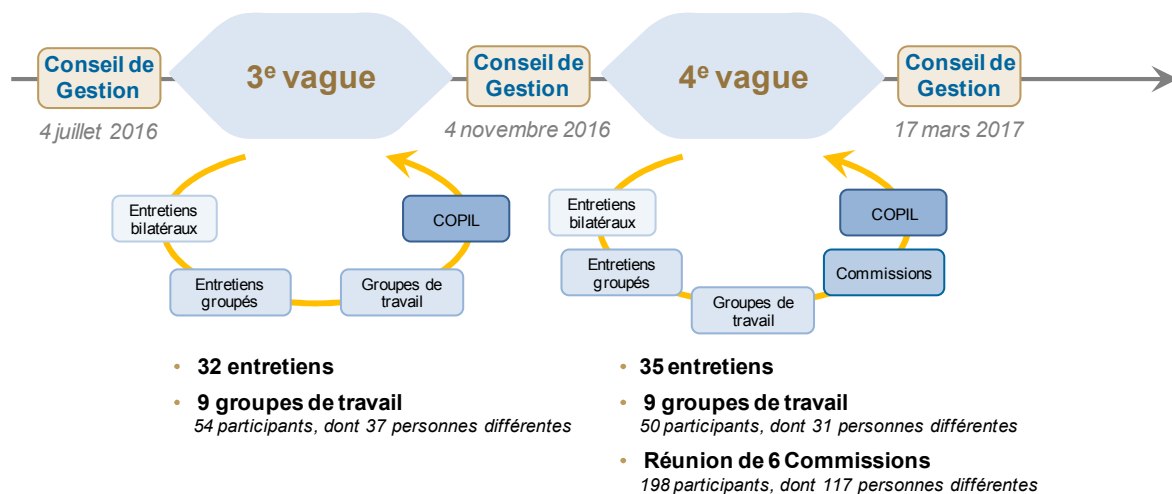 Conseil de
Gestion
4 juillet 2016
3e vague
Conseil de
Gestion
4 novembre 2016
4e vague
Conseil de
Gestion
17 mars 2017
Entretiens
bilatéraux
Entretiens
groupés
Groupes de
travail
COPIL
Entretiens
bilatéraux
Entretiens
groupés
Groupes de
travail
Commissions
COPIL
• 32 entretiens
• 9 groupes de travail
54 participants, dont 37 personnes différentes
• 35 entretiens
• 9 groupes de travail
50 participants, dont 31 personnes différentes
• Réunion de 6 Commissions
198 participants, dont 117 personnes différentes